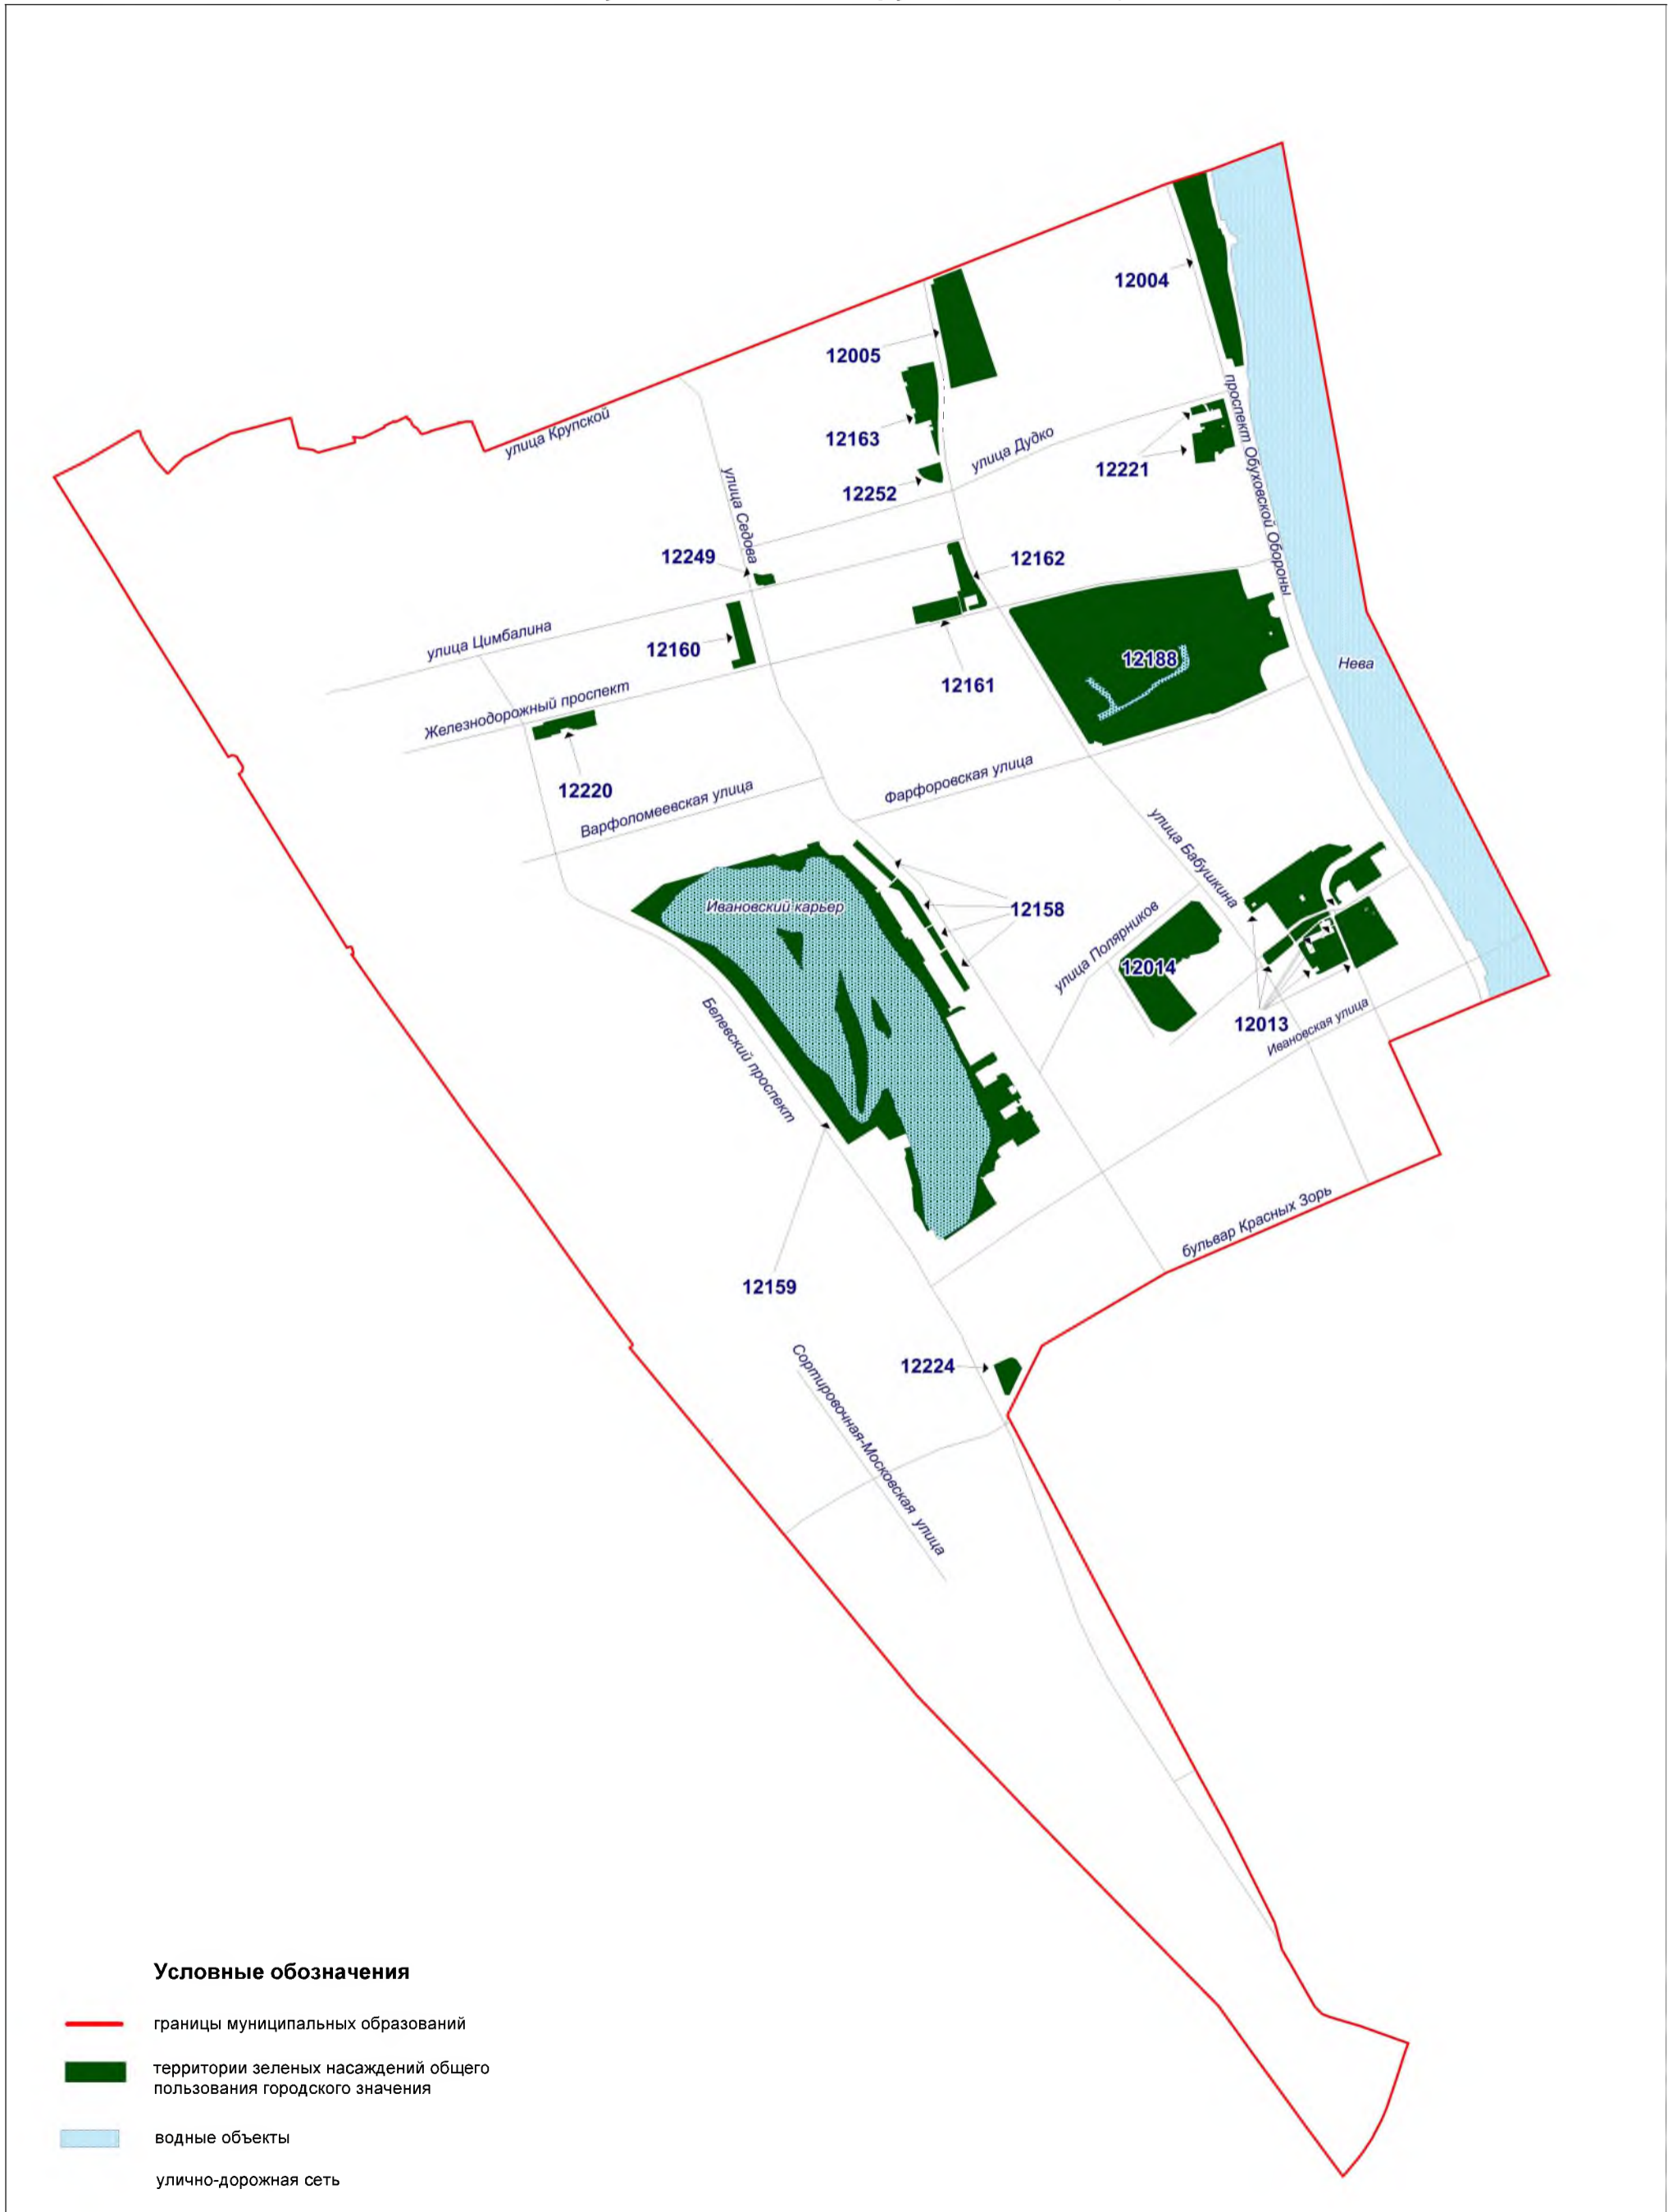 12004
12005
улица Крупской
12163
улица Дудко
12221
проспект Обуховской Обороны
12252
улица Седова
12249
12162
улица Цимбалина
12160
12188
Нева
12161
Железнодорожный проспект
12220
Варфоломеевская улица
Фарфоровская улица
улица Бабушкина
Ивановский карьер
12158
улица Полярников
12014
12013
Ивановская улица
Белевский проспект
бульвар Красных Зорь
12159
12224
Сортировочная-Московская улица
Условные обозначения
границы муниципальных образований
территории зеленых насаждений общего
пользования городского значения
водные объекты
улично-дорожная сеть